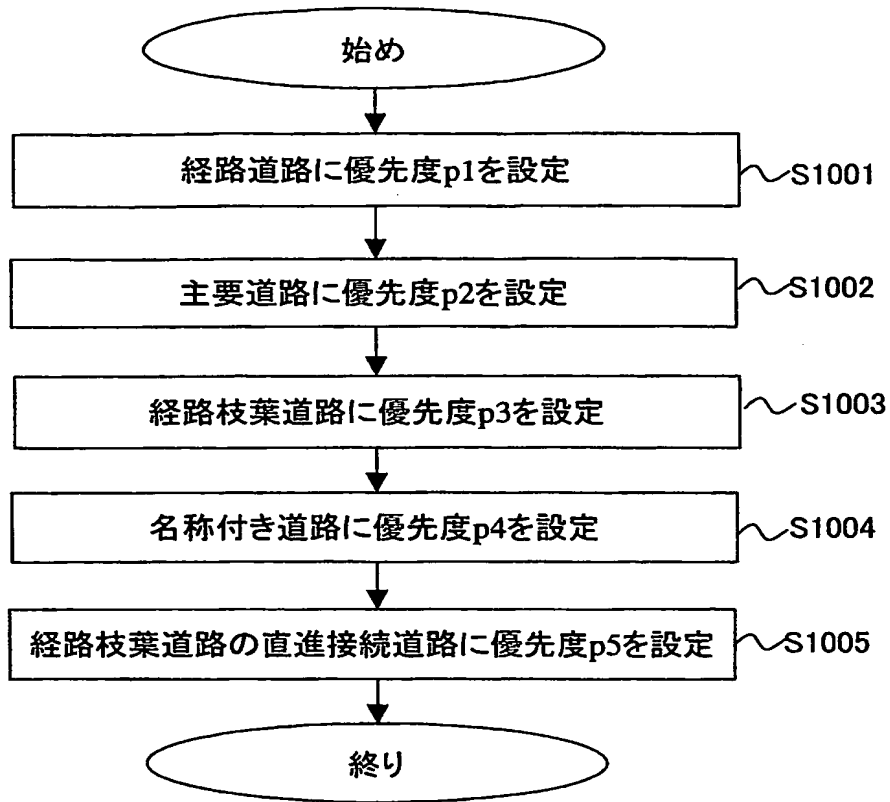 始め
経路道路に優先度p1を設定
S1001
主要道路に優先度p2を設定
S1002
経路枝葉道路に優先度p3を設定
S1003
名称付き道路に優先度p4を設定
S1004
経路枝葉道路の直進接続道路に優先度p5を設定
S1005
終り